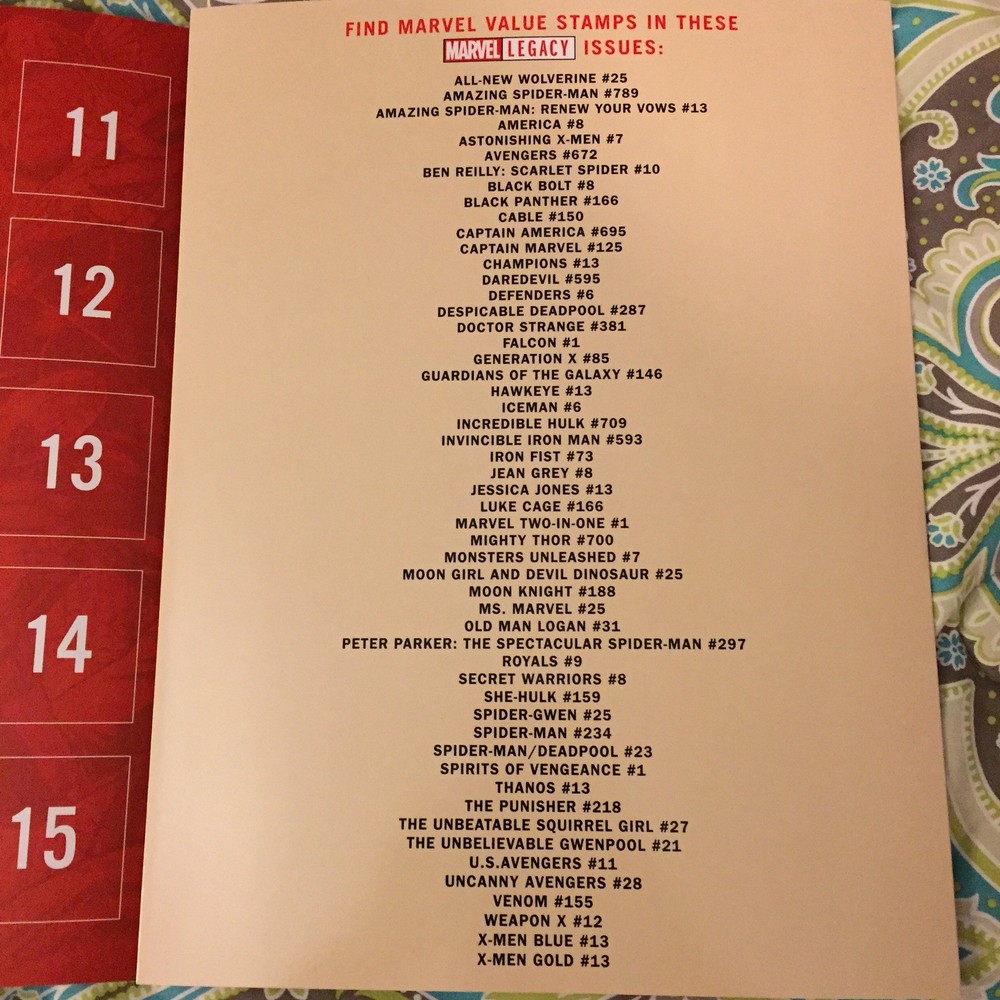 11
12
13
14
15
FIND MARVEL VALUE STAMPS IN THESE
MARVEL LEGACY ISSUES:
ALL-NEW WOLVERINE #25
AMAZING SPIDER-MAN #789
AMAZING SPIDER-MAN: RENEW YOUR VOWS #13
AMERICA #8
ASTONISHING X-MEN #7
AVENGERS #672
BEN REILLY: SCARLET SPIDER #10
BLACK BOLT #8
BLACK PANTHER #166
CABLE #150
CAPTAIN AMERICA #695
CAPTAIN MARVEL #125
CHAMPIONS #13
DAREDEVIL #595
DEFENDERS #6
DESPICABLE DEADPOOL #287
DOCTOR STRANGE #381
FALCON #1
GENERATION X #85
GUARDIANS OF THE GALAXY #146
HAWKEYE #13
ICEMAN #6
INCREDIBLE HULK #709
INVINCIBLE IRON MAN #593
IRON FIST #73
JEAN GREY #8
JESSICA JONES #13
LUKE CAGE #166
MARVEL TWO-IN-ONE #1
MIGHTY THOR #700
MONSTERS UNLEASHED #7
MOON GIRL AND DEVIL DINOSAUR #25
MOON KNIGHT #188
MS. MARVEL #25
OLD MAN LOGAN #31
PETER PARKER: THE SPECTACULAR SPIDER-MAN #297
ROYALS #9
SECRET WARRIORS #8
SHE-HULK #159
SPIDER-GWEN #25
SPIDER-MAN #234
SPIDER-MAN/DEADPOOL #23
SPIRITS OF VENGEANCE #1
THANOS #13
THE PUNISHER #218
THE UNBEATABLE SQUIRREL GIRL #27
THE UNBELIEVABLE GWENPOOL #21
U.S.AVENGERS #11
UNCANNY AVENGERS #28
VENOM #155
WEAPON X #12
X-MEN BLUE #13
X-MEN GOLD #13